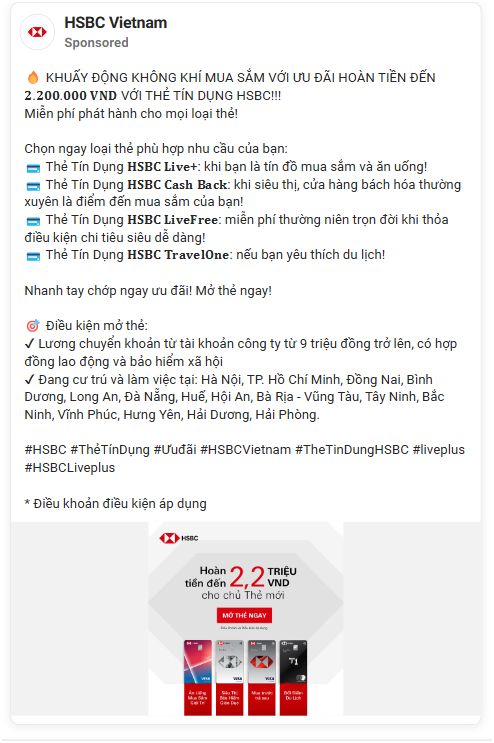 HSBC Vietnam
Sponsored
🔥 KHUẤY ĐỘNG KHÔNG KHÍ MUA SẮM VỚI ƯU ĐÃI HOÀN TIỀN ĐẾN
2.200.000 VND VỚI THẺ TÍN DỤNG HSBC!!!
Miễn phí phát hành cho mọi loại thẻ!
Chọn ngay loại thẻ phù hợp nhu cầu của bạn:
💳 Thẻ Tín Dụng HSBC Live+: khi bạn là tín đồ mua sắm và ăn uống!
💳 Thẻ Tín Dụng HSBC Cash Back: khi siêu thị, cửa hàng bách hóa thường
xuyên là điểm đến mua sắm của bạn!
💳 Thẻ Tín Dụng HSBC LiveFree: miễn phí thường niên trọn đời khi thỏa
điều kiện chi tiêu siêu dễ dàng!
💳 Thẻ Tín Dụng HSBC TravelOne: nếu bạn yêu thích du lịch!
Nhanh tay chớp ngay ưu đãi! Mở thẻ ngay!
🎯 Điều kiện mở thẻ:
✓ Lương chuyển khoản từ tài khoản công ty từ 9 triệu đồng trở lên, có hợp
đồng lao động và bảo hiểm xã hội
✓ Đang cư trú và làm việc tại: Hà Nội, TP. Hồ Chí Minh, Đồng Nai, Bình
Dương, Long An, Đà Nẵng, Huế, Hội An, Bà Rịa - Vũng Tàu, Tây Ninh, Bắc
Ninh, Vĩnh Phúc, Hưng Yên, Hải Dương, Hải Phòng.
#HSBC #ThẻTínDụng #Ưuđãi #HSBCVietnam #TheTinDungHSBC #liveplus
#HSBCLiveplus
* Điều khoản điều kiện áp dụng
HSBC
Hoàn tiền đến 2,2 TRIỆU VND
cho chủ Thẻ mới
MỞ THẺ NGAY
VISA
VISA
VISA
T1
Ăn Uống
Mua Sắm
Giải Trí
Siêu Thị
Bảo Hiểm
Giáo Dục
Mua trước
trả sau
Đổi Điểm
Du Lịch